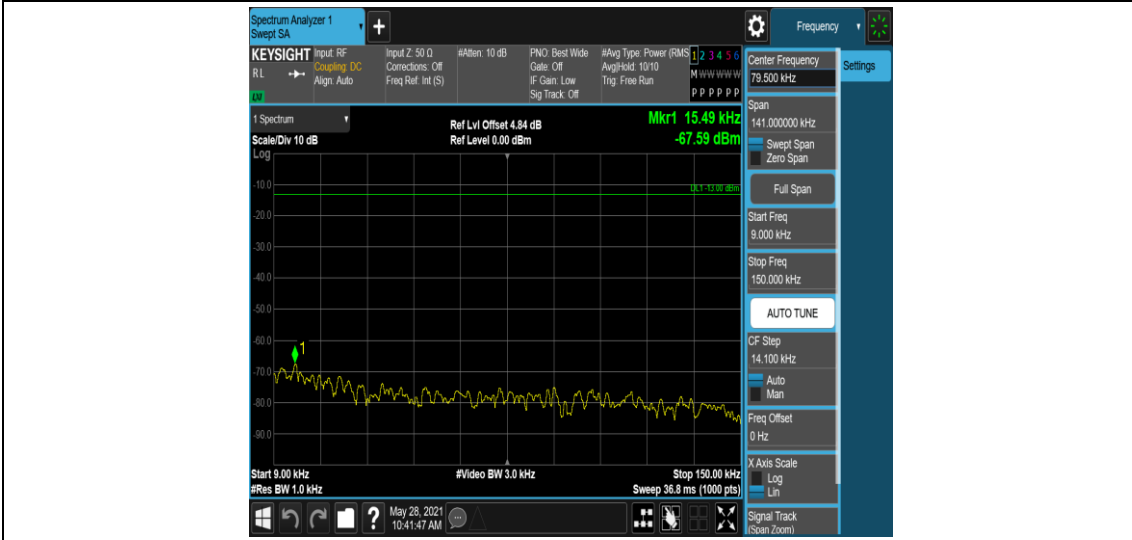 Spectrum Analyzer 1
Swept SA
+
Frequency
KEYSIGHT
RL
Input: RF
Coupling: DC
Align: Auto
Input Z: 50 Ω
Corrections: Off
Freq Ref: Int (S)
#Atten: 10 dB
PNO: Best Wide
Gate: Off
IF Gain: Low
Sig Track: Off
#Avg Type: Power (RMS
Avg|Hold: 10/10
Trig: Free Run
1 2 3 4 5 6
M W W W W W
P P P P P P
1 Spectrum
Scale/Div 10 dB
Log
Ref Lvl Offset 4.84 dB
Ref Level 0.00 dBm
Mkr1 15.49 kHz
-67.59 dBm
DL1 -13.00 dBm
-10.0
-20.0
-30.0
-40.0
-50.0
-60.0
1
-70.0
-80.0
-90.0
Start 9.00 kHz
#Res BW 1.0 kHz
#Video BW 3.0 kHz
Stop 150.00 kHz
Sweep 36.8 ms (1000 pts)
?
May 28, 2021
10:41:47 AM
Center Frequency
79.500 kHz
Settings
Span
141.000000 kHz
Swept Span
Zero Span
Full Span
Start Freq
9.000 kHz
Stop Freq
150.000 kHz
AUTO TUNE
CF Step
14.100 kHz
Auto
Man
Freq Offset
0 Hz
X Axis Scale
Log
Lin
Signal Track
(Span Zoom)